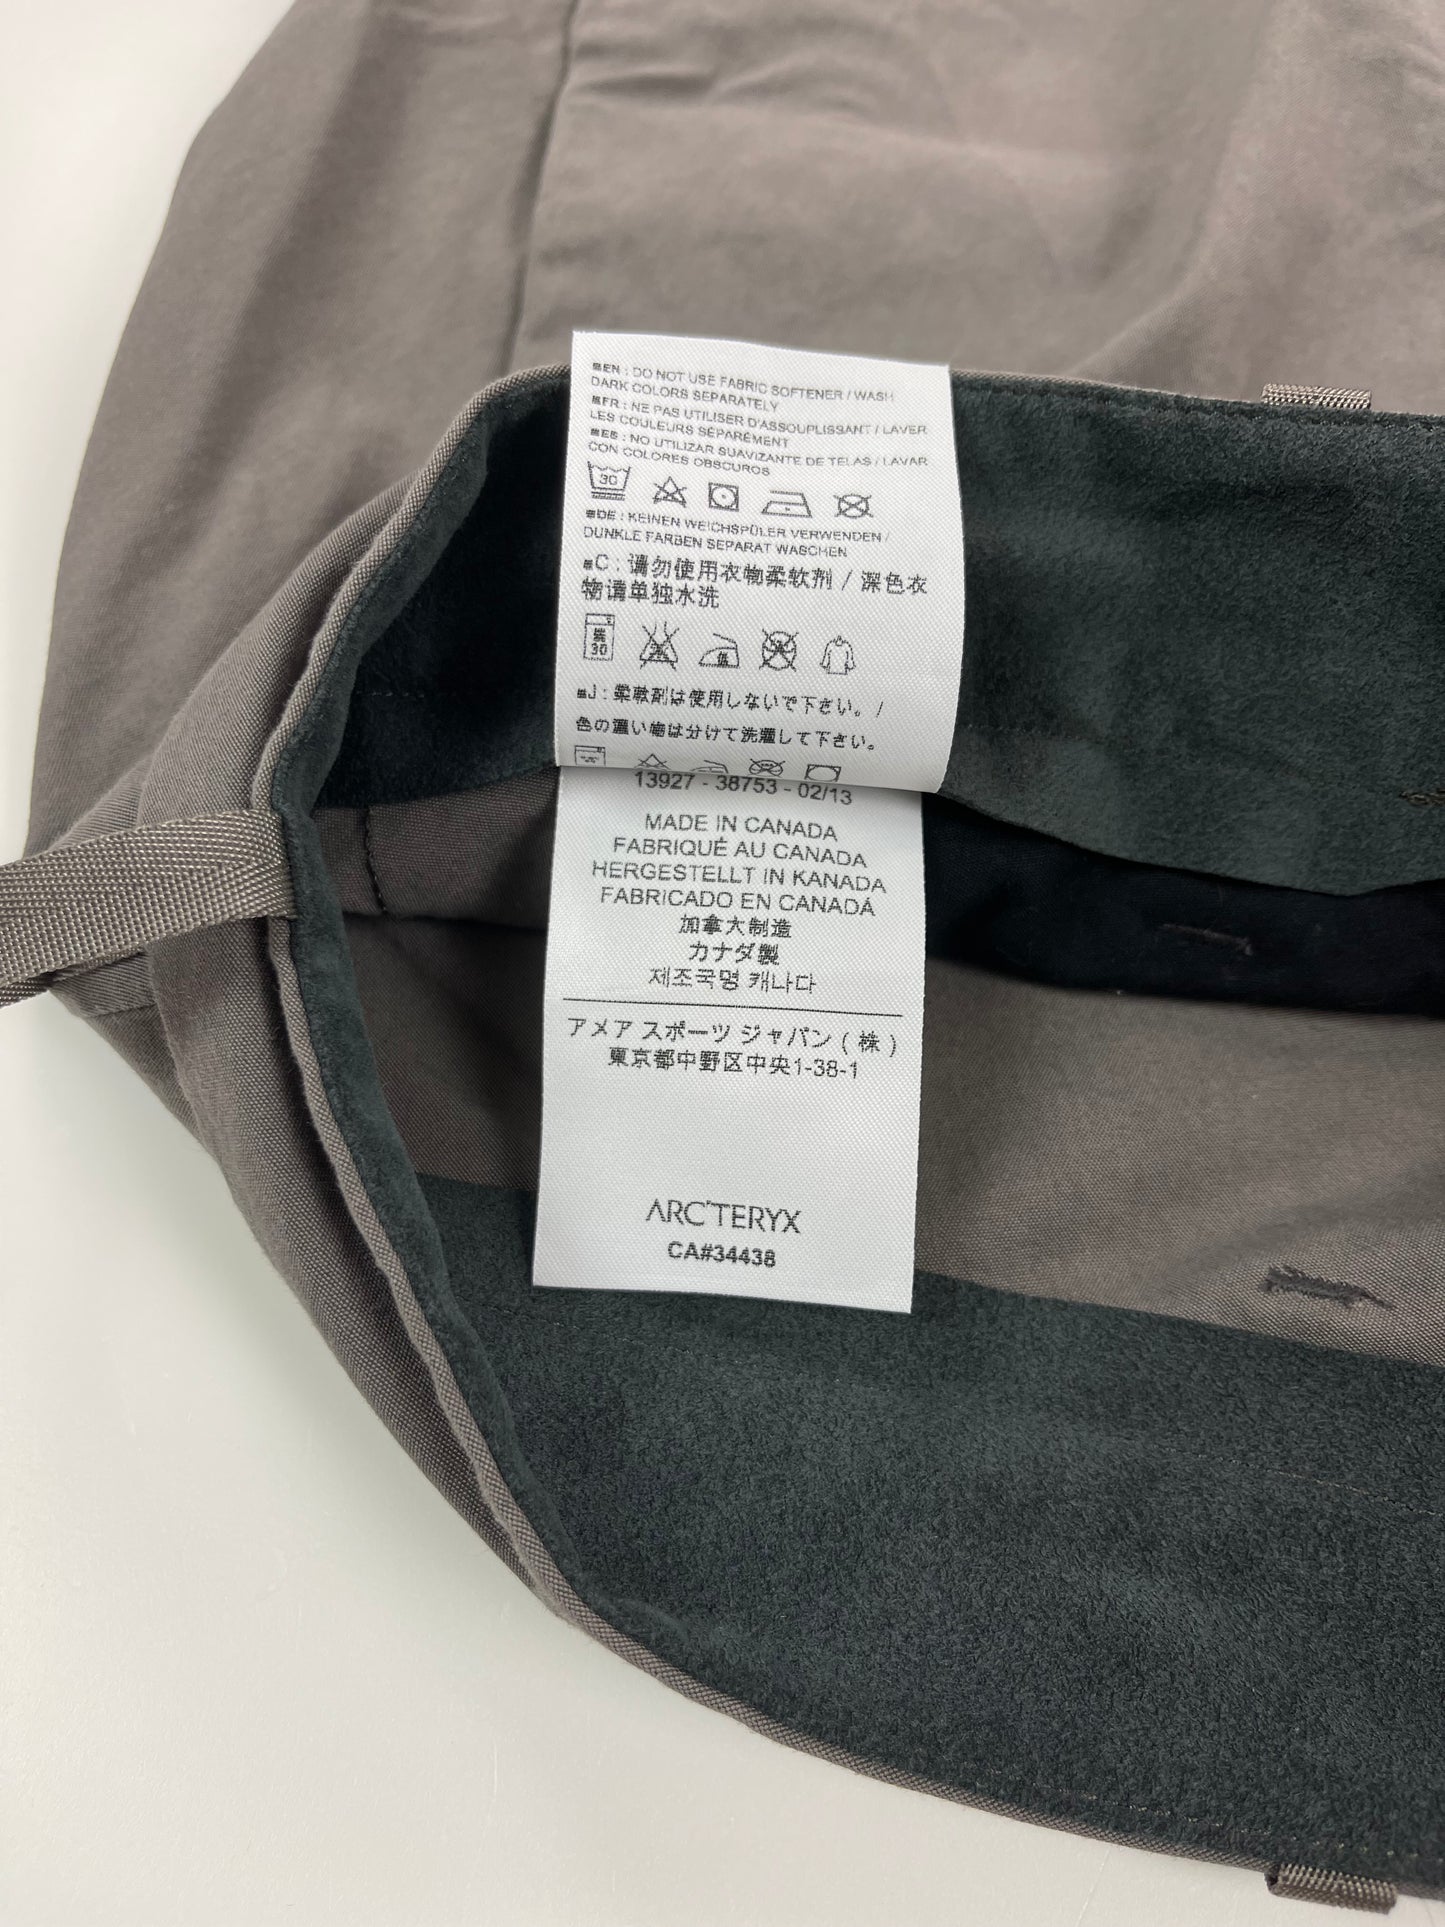 EN : DO NOT USE FABRIC SOFTENER / WASH
DARK COLORS SEPARATELY
FR : NE PAS UTILISER D'ASSOUPLISSANT / LAVER
LES COULEURS SÉPARÉMENT
ES : NO UTILIZAR SUAVIZANTE DE TELAS / LAVAR
CON COLORES OBSCUROS
30
DE : KEINEN WEICHSPÜLER VERWENDEN /
DUNKLE FARBEN SEPARAT WASCHEN
C : 请勿使用衣物柔软剂 / 深色衣
物请单独水洗
30 低
J : 柔軟剤は使用しないで下さい。 /
色の濃い物は分けて洗濯して下さい。
13927 - 38753 - 02/13
MADE IN CANADA
FABRIQUÉ AU CANADA
HERGESTELLT IN KANADA
FABRICADO EN CANADÁ
加拿大制造
カナダ製
제조국명 캐나다
アメア スポーツ ジャパン ( 株 )
東京都中野区中央1-38-1
ARC'TERYX
CA#34438